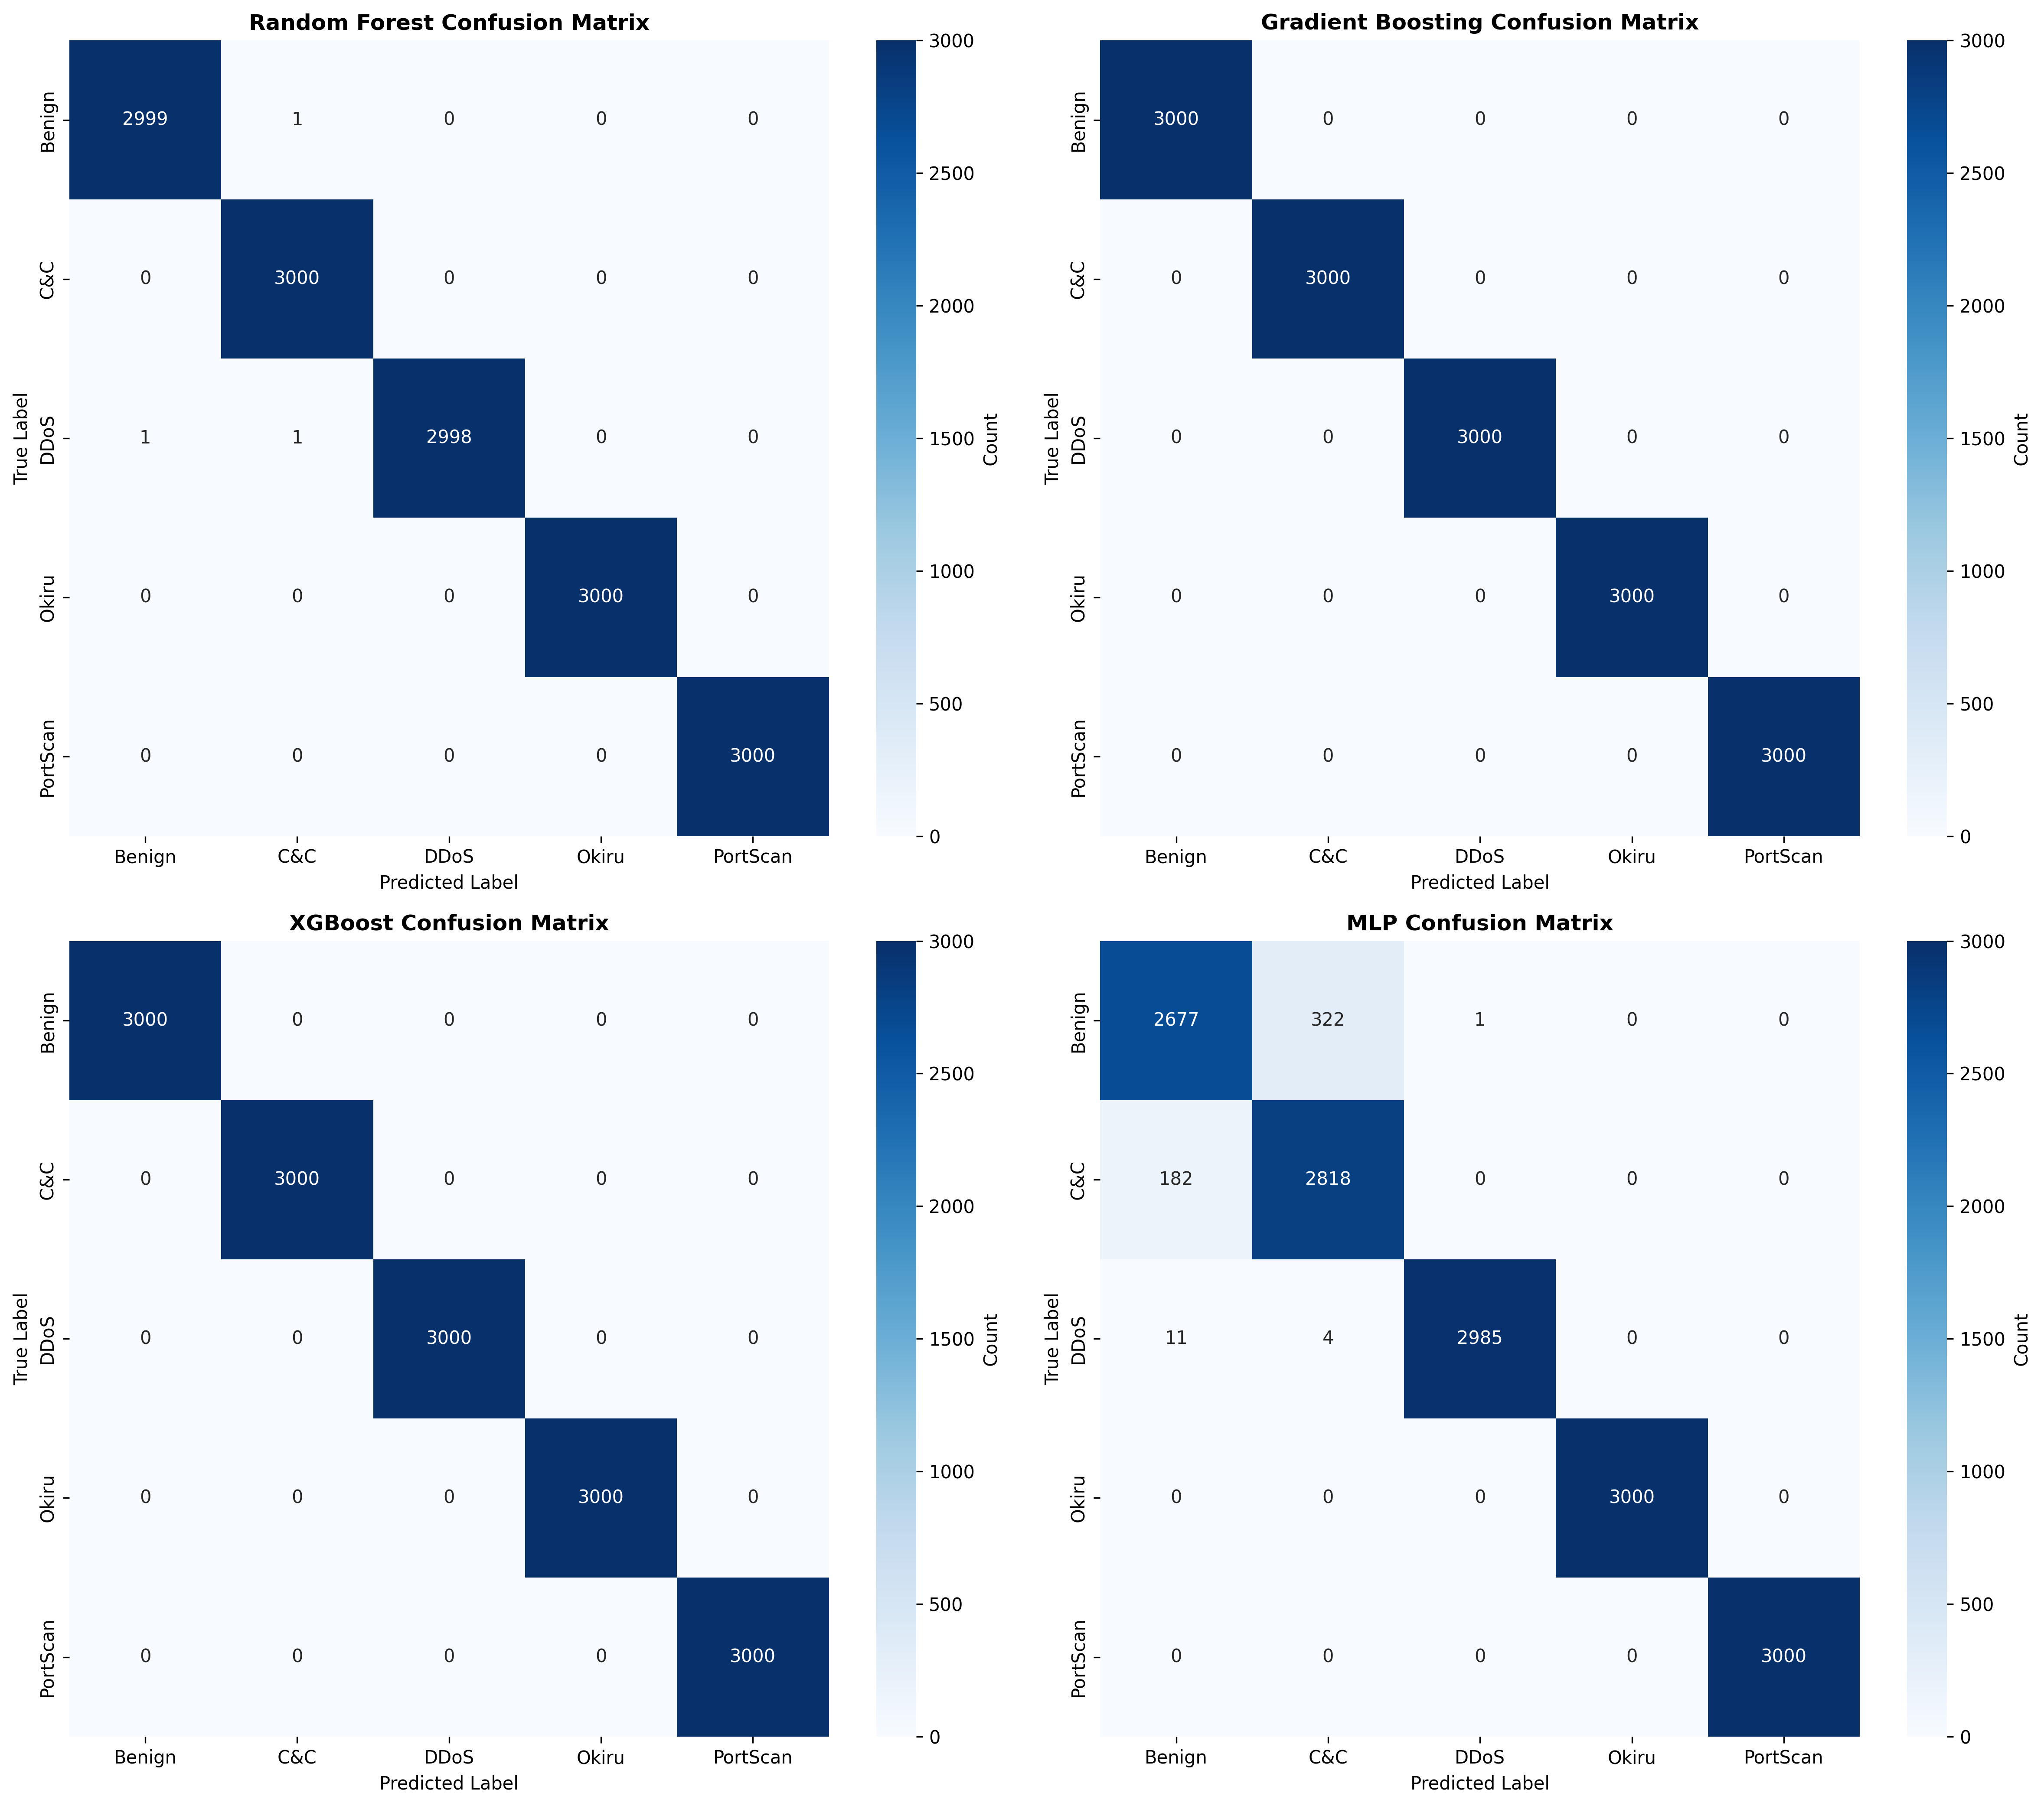 Random Forest Confusion Matrix
Benign 2999 1 0 0 0
C&C 0 3000 0 0 0
DDoS 1 1 2998 0 0
Okiru 0 0 0 3000 0
PortScan 0 0 0 0 3000
True Label
Benign C&C DDoS Okiru PortScan
Predicted Label
3000
2500
2000
1500
1000
500
0
Count
Gradient Boosting Confusion Matrix
Benign 3000 0 0 0 0
C&C 0 3000 0 0 0
DDoS 0 0 3000 0 0
Okiru 0 0 0 3000 0
PortScan 0 0 0 0 3000
True Label
Benign C&C DDoS Okiru PortScan
Predicted Label
3000
2500
2000
1500
1000
500
0
Count
XGBoost Confusion Matrix
Benign 3000 0 0 0 0
C&C 0 3000 0 0 0
DDoS 0 0 3000 0 0
Okiru 0 0 0 3000 0
PortScan 0 0 0 0 3000
True Label
Benign C&C DDoS Okiru PortScan
Predicted Label
3000
2500
2000
1500
1000
500
0
Count
MLP Confusion Matrix
Benign 2677 322 1 0 0
C&C 182 2818 0 0 0
DDoS 11 4 2985 0 0
Okiru 0 0 0 3000 0
PortScan 0 0 0 0 3000
True Label
Benign C&C DDoS Okiru PortScan
Predicted Label
3000
2500
2000
1500
1000
500
0
Count